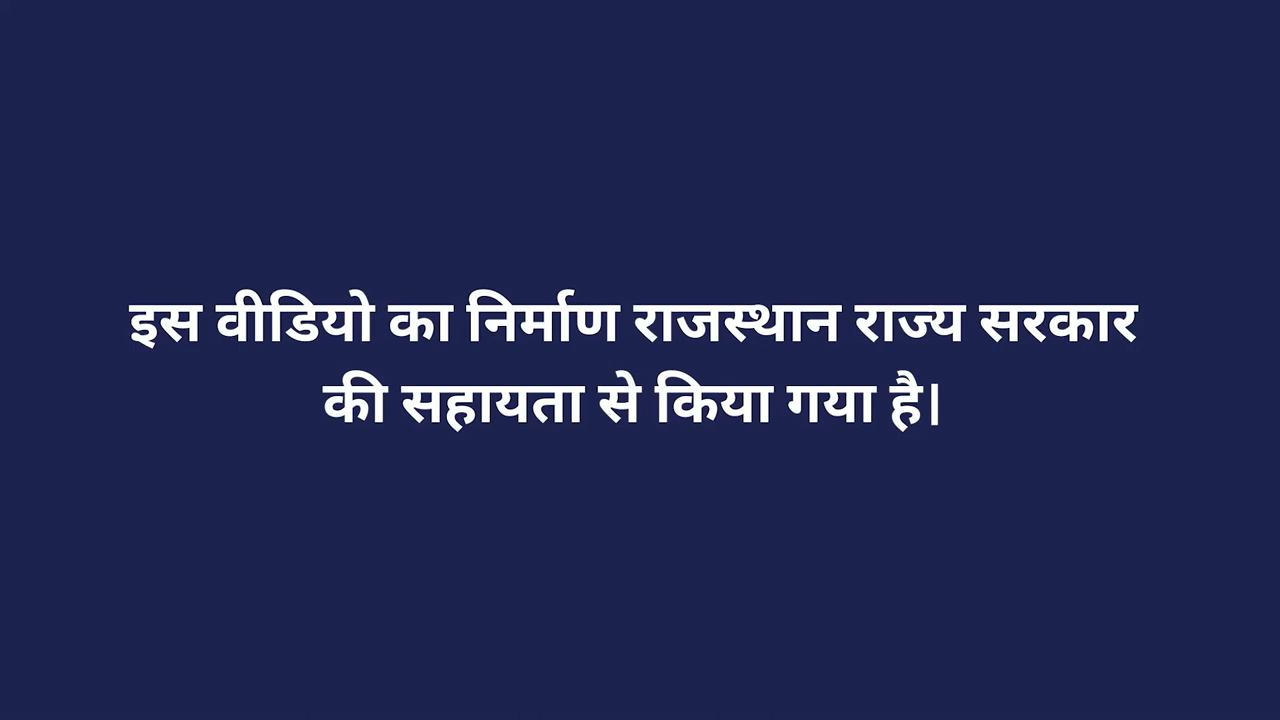 इस वीडियो का निर्माण राजस्थान राज्य सरकार
की सहायता से किया गया है।